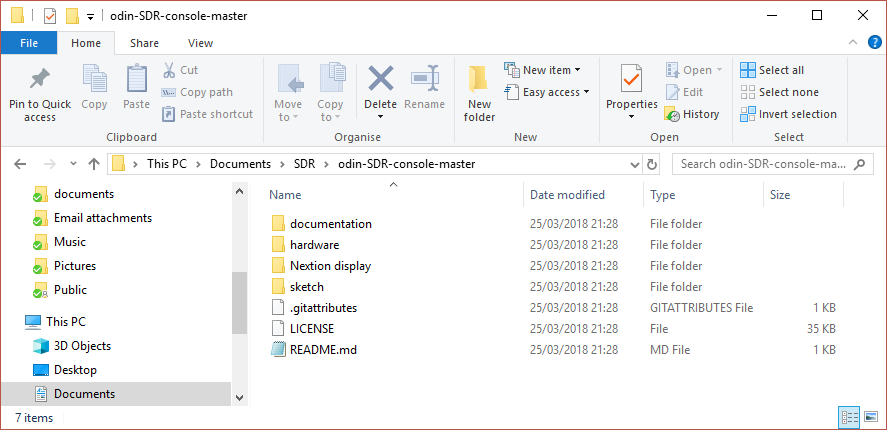 odin-SDR-console-master
File Home Share View
Pin to Quick access
Copy
Paste
Cut
Copy path
Paste shortcut
Clipboard
Move to
Copy to
Delete
Rename
Organise
New folder
New item
Easy access
New
Properties
Open
Edit
History
Open
Select all
Select none
Invert selection
Select
This PC Documents SDR odin-SDR-console-master
Search odin-SDR-console-ma...
documents
Email attachments
Music
Pictures
Public
This PC
3D Objects
Desktop
Documents
Name Date modified Type Size
documentation 25/03/2018 21:28 File folder
hardware 25/03/2018 21:28 File folder
Nextion display 25/03/2018 21:28 File folder
sketch 25/03/2018 21:28 File folder
.gitattributes 25/03/2018 21:28 GITATTRIBUTES File 1 KB
LICENSE 25/03/2018 21:28 File 35 KB
README.md 25/03/2018 21:28 MD File 1 KB
7 items